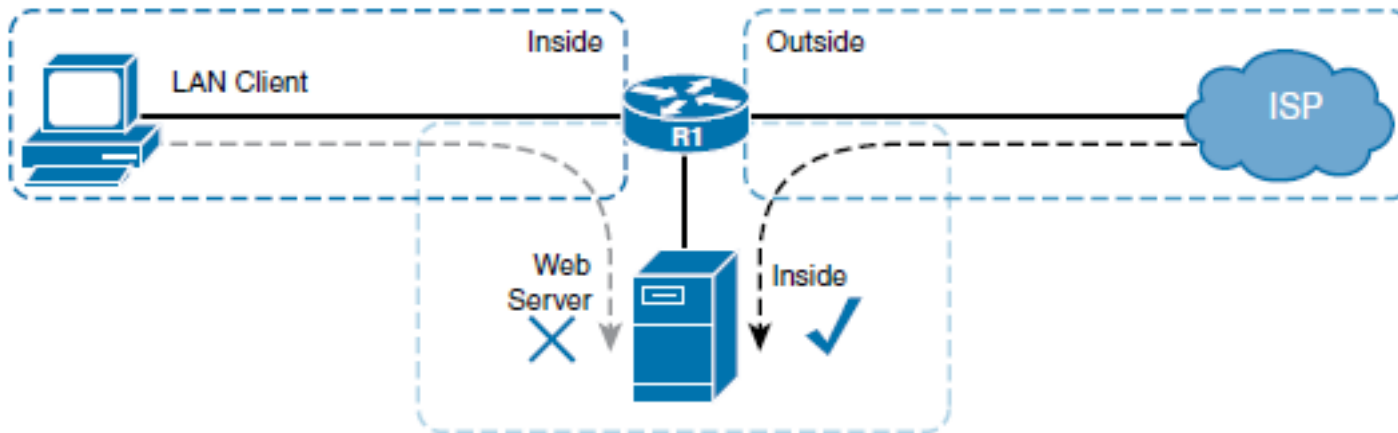 Inside
Outside
LAN Client
ISP
R1
Web
Server
Inside